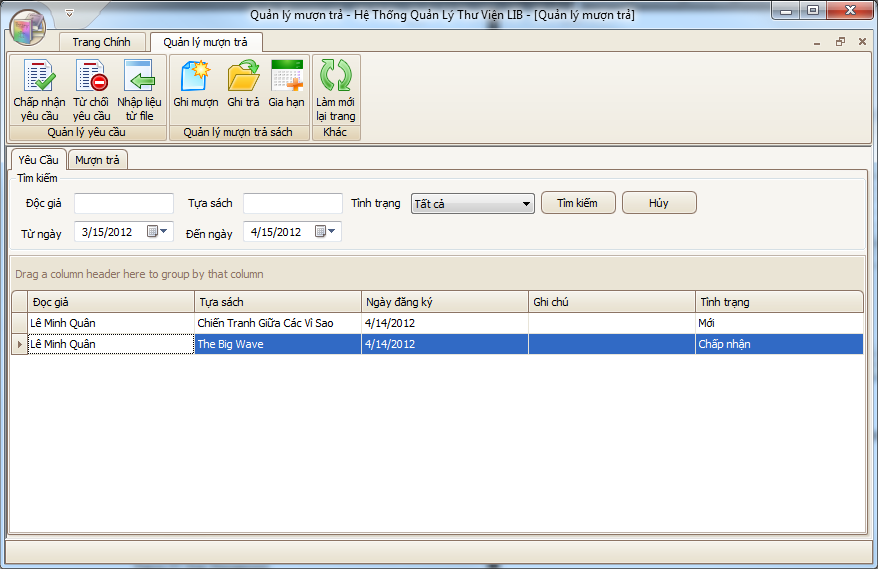 Quản lý mượn trả - Hệ Thống Quản Lý Thư Viện LIB - [Quản lý mượn trả]
Trang Chính Quản lý mượn trả
Chấp nhận yêu cầu Từ chối yêu cầu Nhập liệu từ file Ghi mượn Ghi trả Gia hạn Làm mới lại trang
Quản lý yêu cầu Quản lý mượn trả sách Khác
Yêu Cầu Mượn trả
Tìm kiếm
Độc giả Tựa sách Tình trạng Tất cả Tìm kiếm Hủy
Từ ngày 3/15/2012 Đến ngày 4/15/2012
Drag a column header here to group by that column
Đọc giả Tựa sách Ngày đăng ký Ghi chú Tình trạng
Lê Minh Quân Chiến Tranh Giữa Các Vì Sao 4/14/2012 Mới
Lê Minh Quân The Big Wave 4/14/2012 Chấp nhận